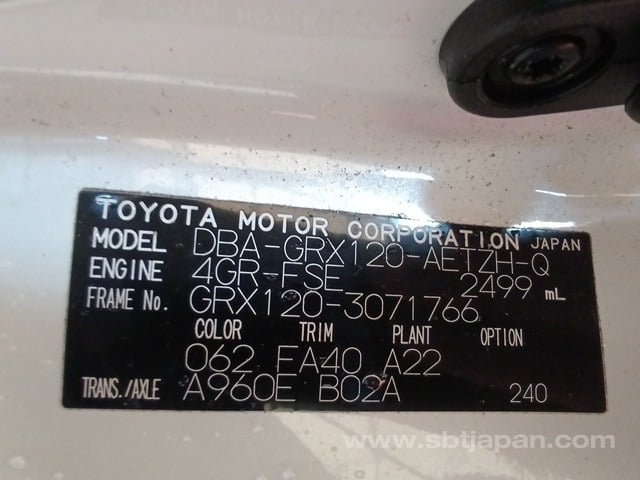 TOYOTA MOTOR CORPORATION JAPAN
MODEL DBA-GRX120-AETZH-Q
ENGINE 4GR-FSE 2499 mL
FRAME No. GRX120-3071766
COLOR TRIM PLANT OPTION
062 FA40 A22
TRANS./AXLE A960E B02A 240
www.sbtjapan.com